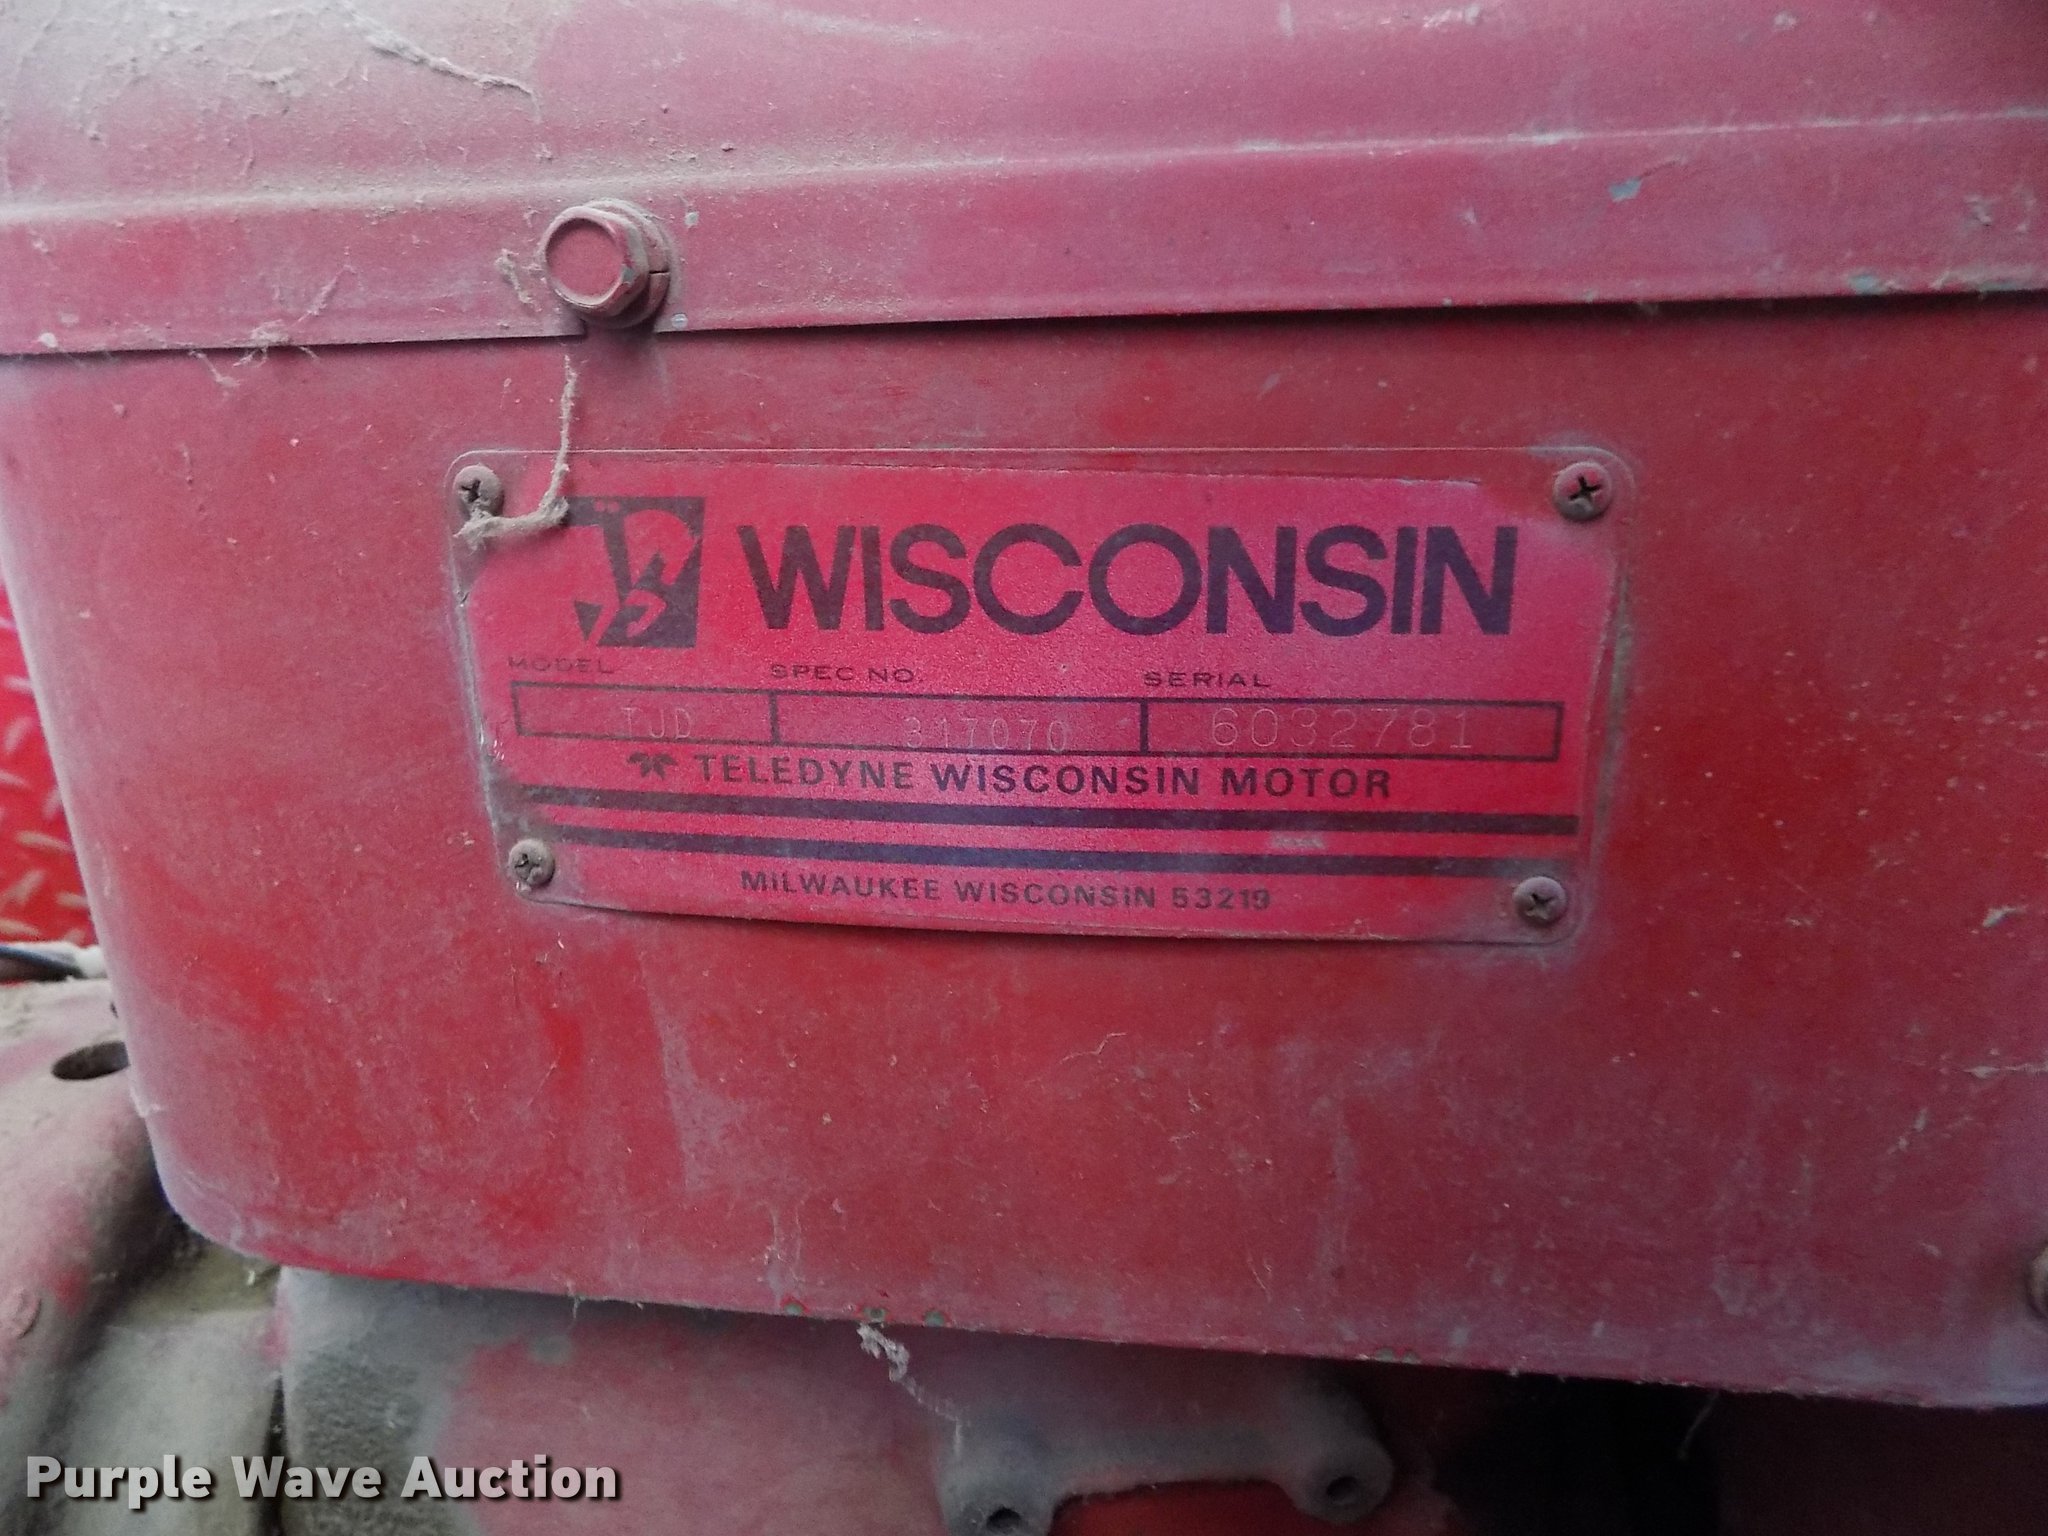 WISCONSIN
MODEL SPEC NO. SERIAL
TJD 317070 6032781
TELEDYNE WISCONSIN MOTOR
MILWAUKEE WISCONSIN 53219
Purple Wave Auction